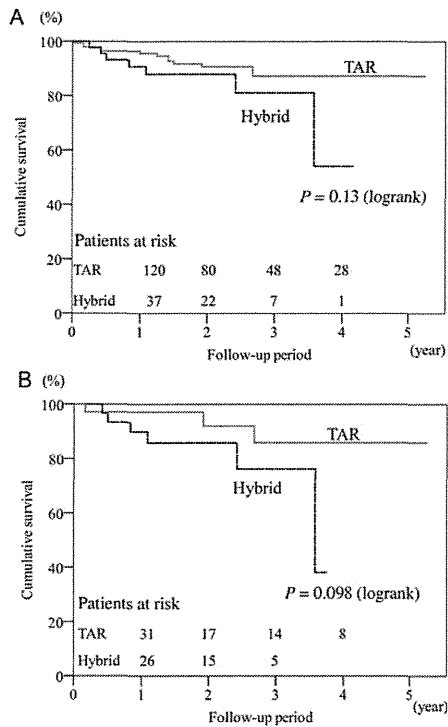 A (%)
100
TAR
80
Hybrid
60
P = 0.13 (logrank)
40
Patients at risk
20
TAR 120 80 48 28
Hybrid 37 22 7 1
0
0 1 2 3 4 5
(year)
Follow-up period
Cumulative survival
B (%)
100
TAR
80
Hybrid
60
40
P = 0.098 (logrank)
Patients at risk
20
TAR 31 17 14 8
Hybrid 26 15 5
0
0 1 2 3 4 5
(year)
Follow-up period
Cumulative survival